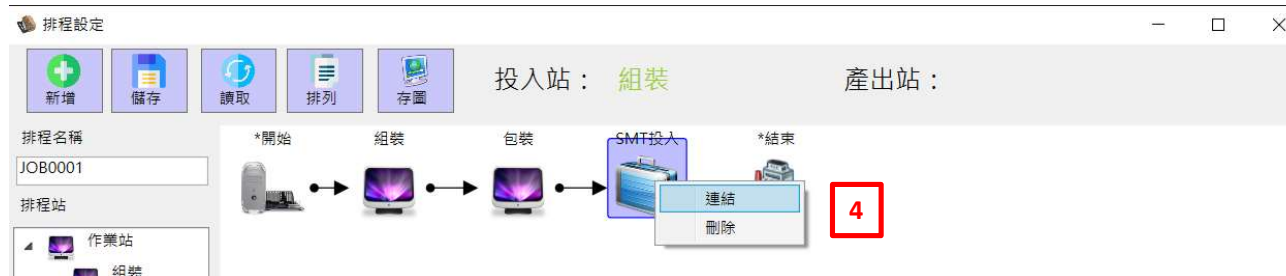 排程設定
新增
儲存
讀取
排列
存圖
投入站： 組裝
產出站：
排程名稱
JOB0001
排程站
作業站
組裝
*開始
組裝
包裝
SMT投入
*結束
連結
刪除
4